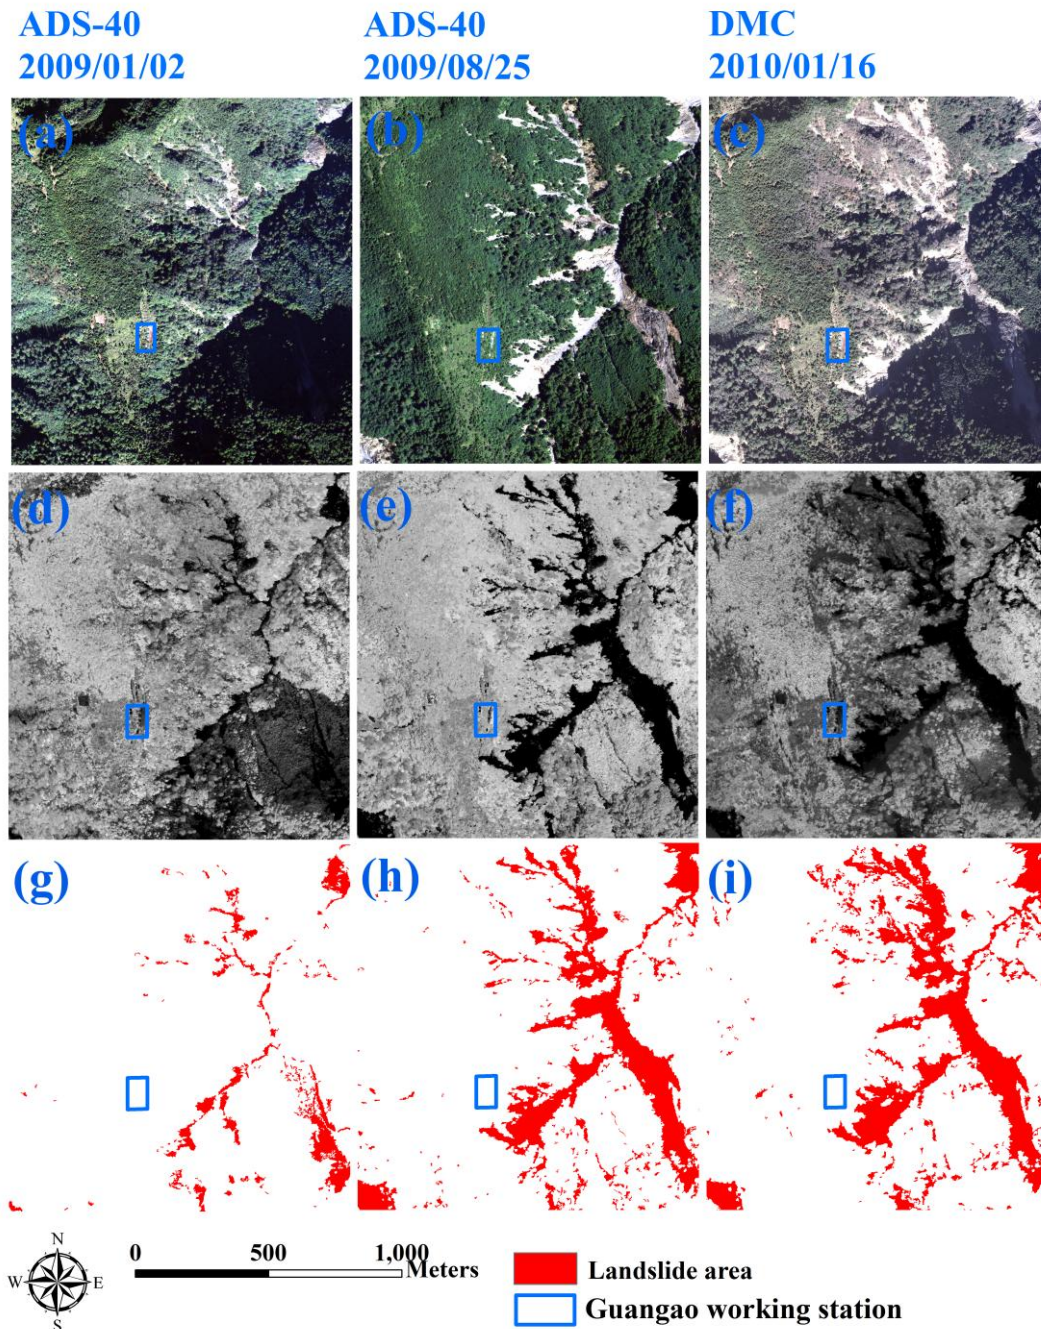 ADS-40
2009/01/02
ADS-40
2009/08/25
DMC
2010/01/16
(a)
(b)
(c)
(d)
(e)
(f)
(g)
(h)
(i)
N
W E
S
0 500 1,000
Meters
Landslide area
Guangao working station